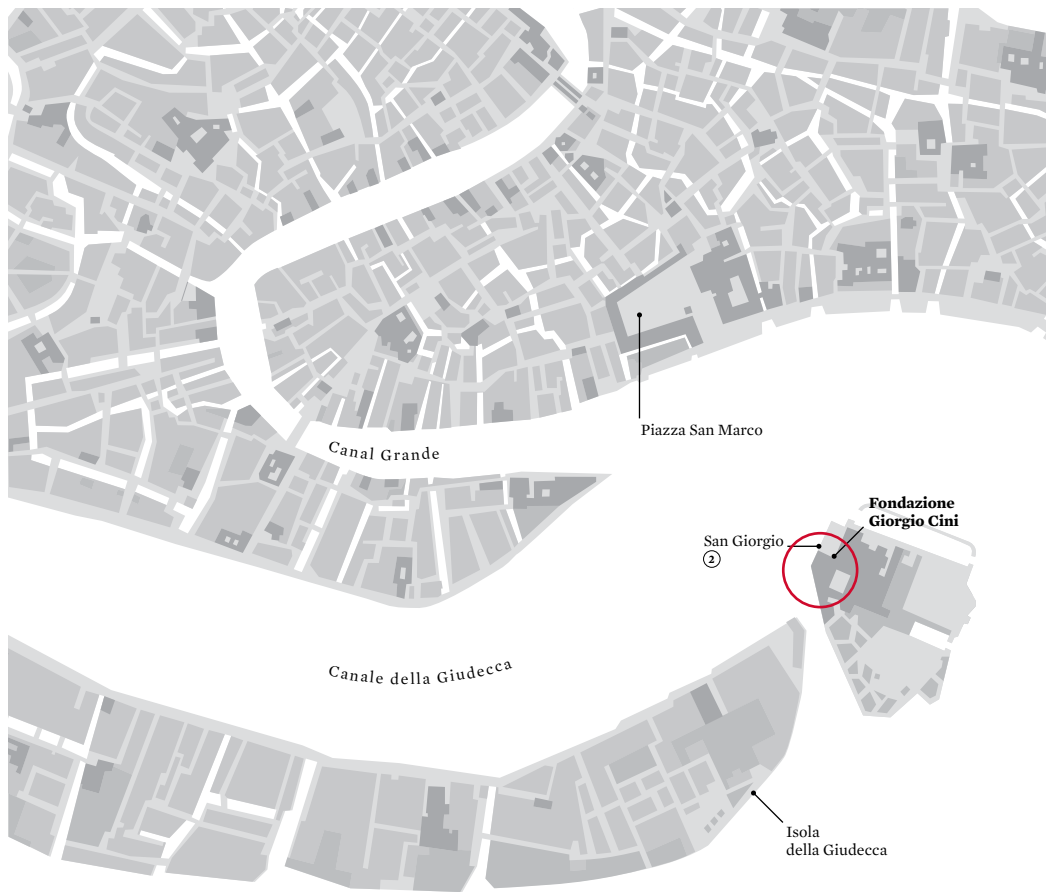 Piazza San Marco
Canal Grande
Fondazione
Giorgio Cini
San Giorgio
2
Canale della Giudecca
Isola
della Giudecca